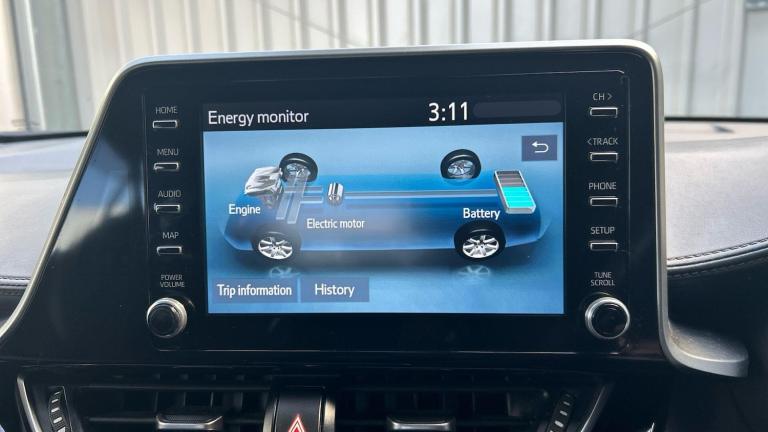 HOME
MENU
AUDIO
MAP
POWER
VOLUME
Energy monitor
3:11
Engine
Electric motor
Battery
Trip information
History
CH >
< TRACK
PHONE
SETUP
TUNE
SCROLL